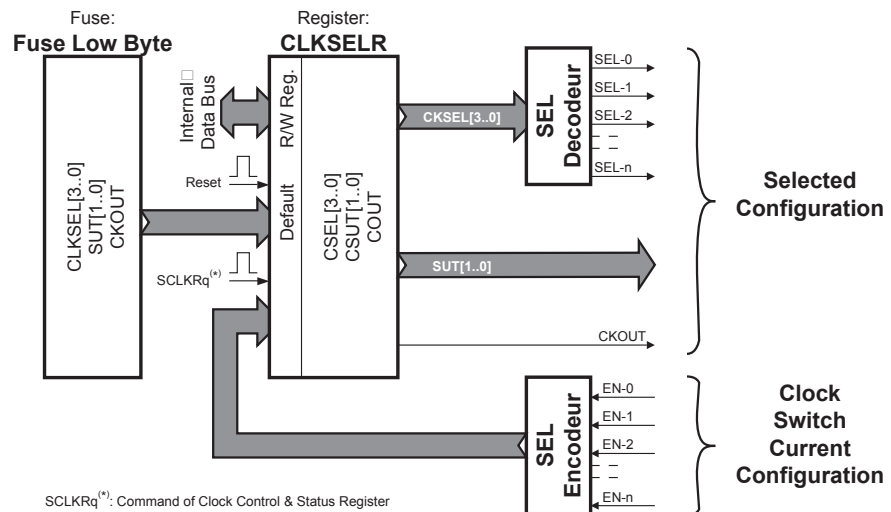 Fuse:
Fuse Low Byte
Register:
CLKSELR
CLKSEL[3..0]
SUT[1..0]
CKOUT
Internal□
Data Bus
R/W Reg.
Reset
Default
SCLKRq(*)
CSEL[3..0]
CSUT[1..0]
COUT
CKSEL[3..0]
SUT[1..0]
CKOUT
SEL
Decodeur
SEL-0
SEL-1
SEL-2
SEL-n
Selected
Configuration
SEL
Encodeur
EN-0
EN-1
EN-2
EN-n
Clock
Switch
Current
Configuration
SCLKRq(*): Command of Clock Control & Status Register